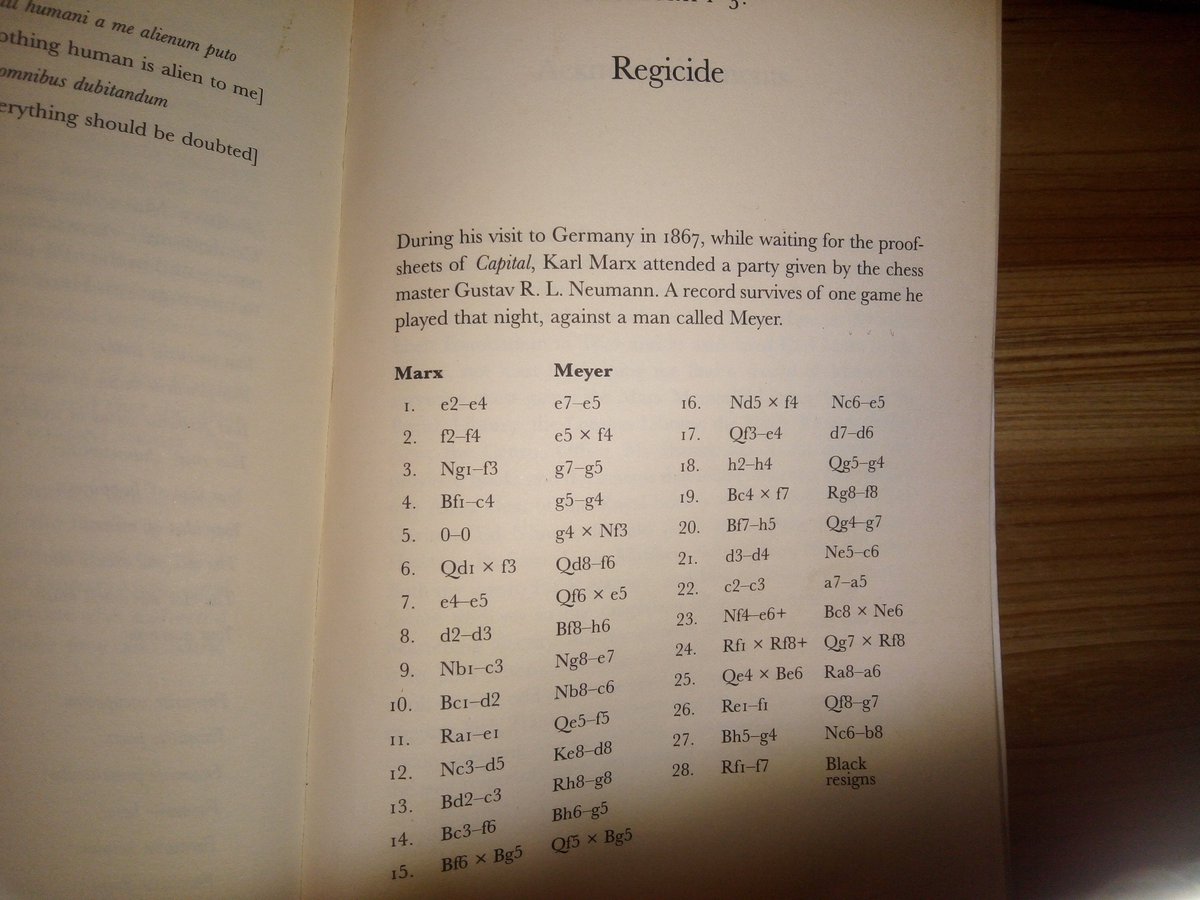 humani a me alienum puto
othing human is alien to me]
omnibus dubitandum
erything should be doubted]
Regicide
During his visit to Germany in 1867, while waiting for the proof-
sheets of Capital, Karl Marx attended a party given by the chess
master Gustav R. L. Neumann. A record survives of one game he
played that night, against a man called Meyer.
Marx Meyer
1. e2–e4 e7–e5
2. f2–f4 e5 × f4
3. Ng1–f3 g7–g5
4. Bf1–c4 g5–g4
5. 0–0 g4 × Nf3
6. Qd1 × f3 Qd8–f6
7. e4–e5 Qf6 × e5
8. d2–d3 Bf8–h6
9. Nb1–c3 Ng8–e7
10. Bc1–d2 Nb8–c6
11. Ra1–e1 Qe5–f5
12. Nc3–d5 Ke8–d8
13. Bd2–c3 Rh8–g8
14. Bc3–f6 Bh6–g5
15. Bf6 × Bg5 Qf5 × Bg5
16. Nd5 × f4 Nc6–e5
17. Qf3–e4 d7–d6
18. h2–h4 Qg5–g4
19. Bc4 × f7 Rg8–f8
20. Bf7–h5 Qg4–g7
21. d3–d4 Ne5–c6
22. c2–c3 a7–a5
23. Nf4–e6+ Bc8 × Ne6
24. Rf1 × Rf8+ Qg7 × Rf8
25. Qe4 × Be6 Ra8–a6
26. Re1–f1 Qf8–g7
27. Bh5–g4 Nc6–b8
28. Rf1–f7 Black
resigns